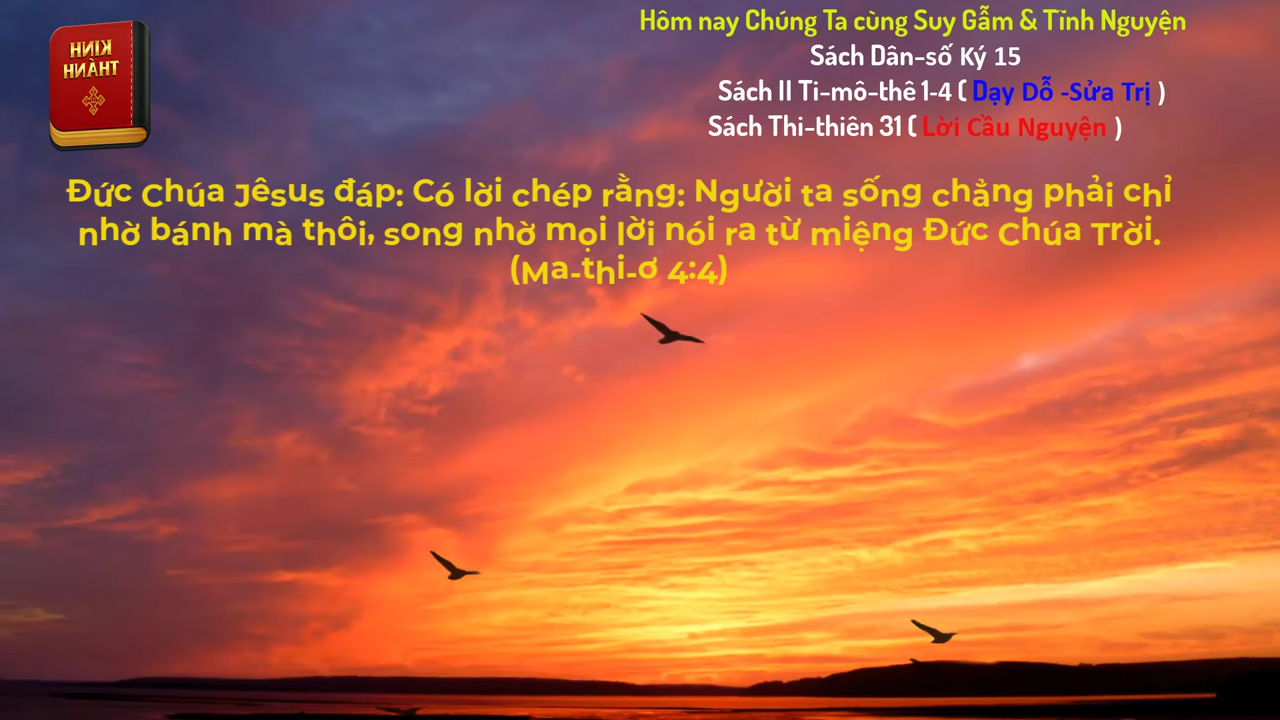 KINH
THÀNH
Hôm nay Chúng Ta cùng Suy Gẫm & Tĩnh Nguyện
Sách Dân-số Ký 15
Sách II Ti-mô-thê 1-4 ( Dạy Dỗ -Sửa Trị )
Sách Thi-thiên 31 ( Lời Cầu Nguyện )
Đức Chúa Jêsus đáp: Có lời chép rằng: Người ta sống chẳng phải chỉ
nhờ bánh mà thôi, song nhờ mọi lời nói ra từ miệng Đức Chúa Trời.
(Ma-thi-ơ 4:4)